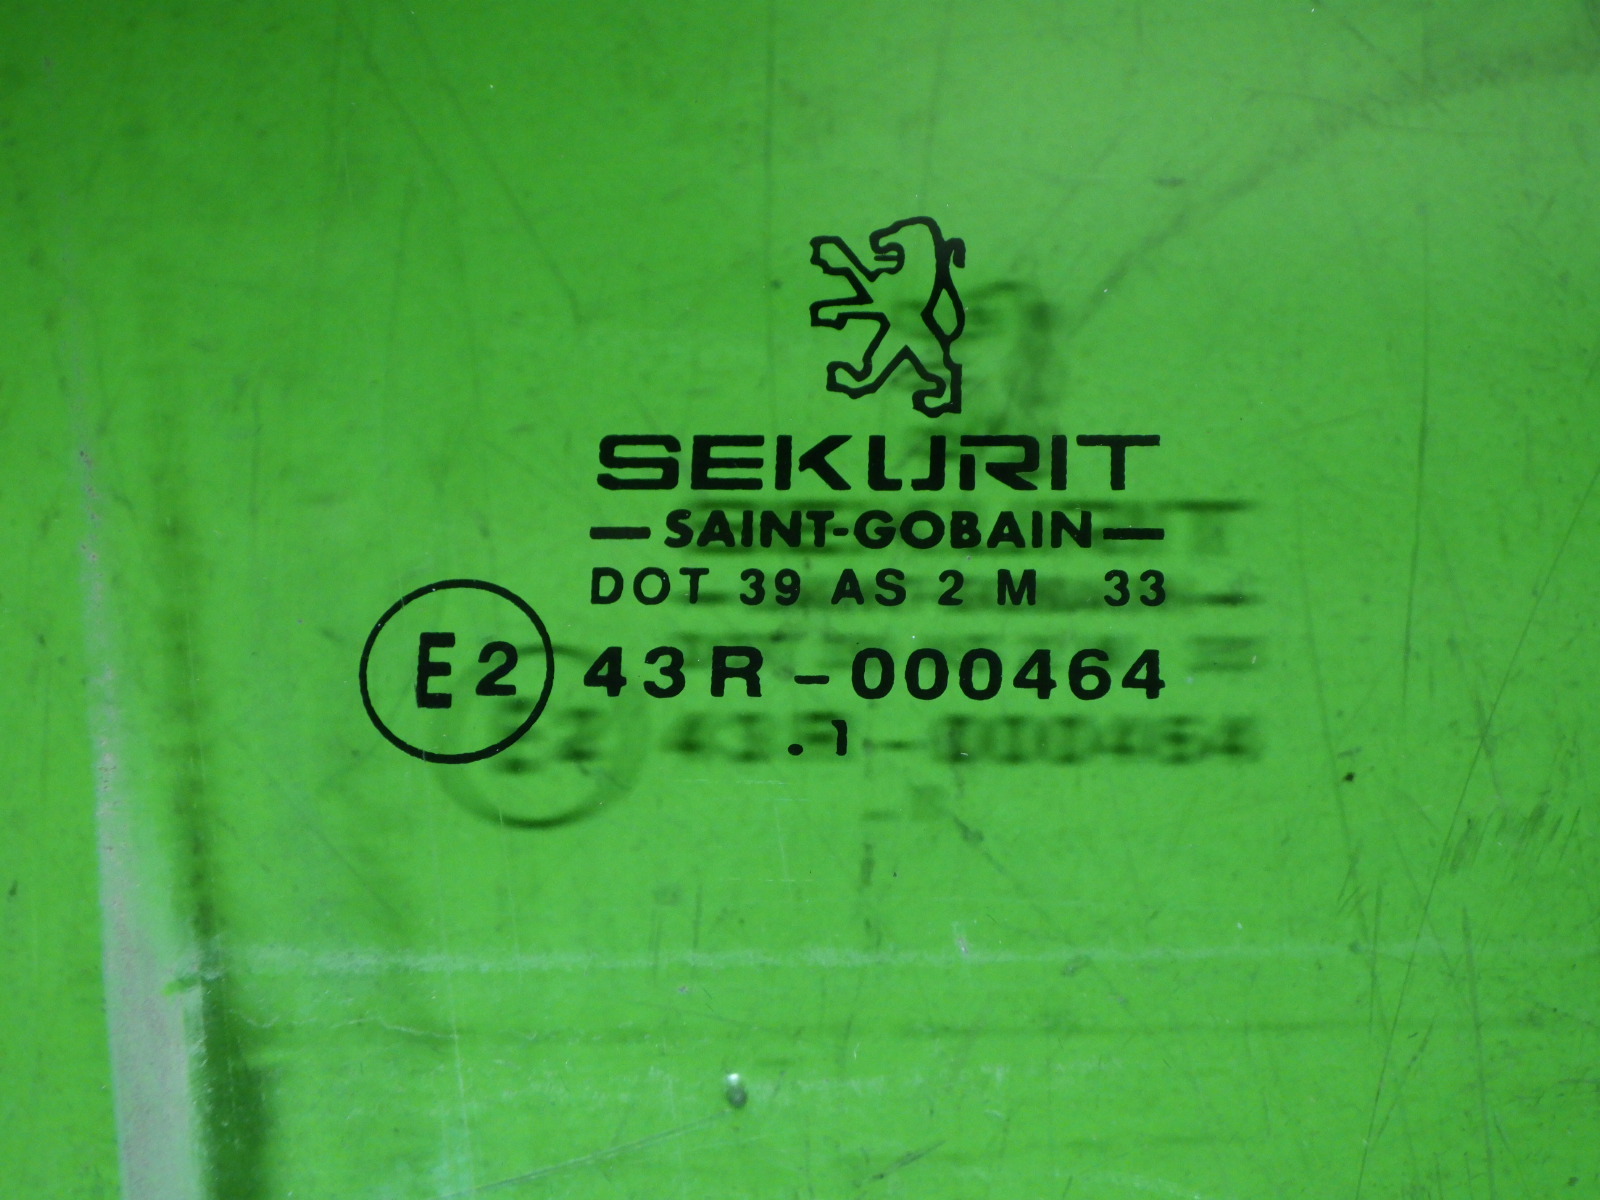 SEKURIT
SAINT-GOBAIN
DOT 39 AS 2 M 33
E2 43R-000464
.1